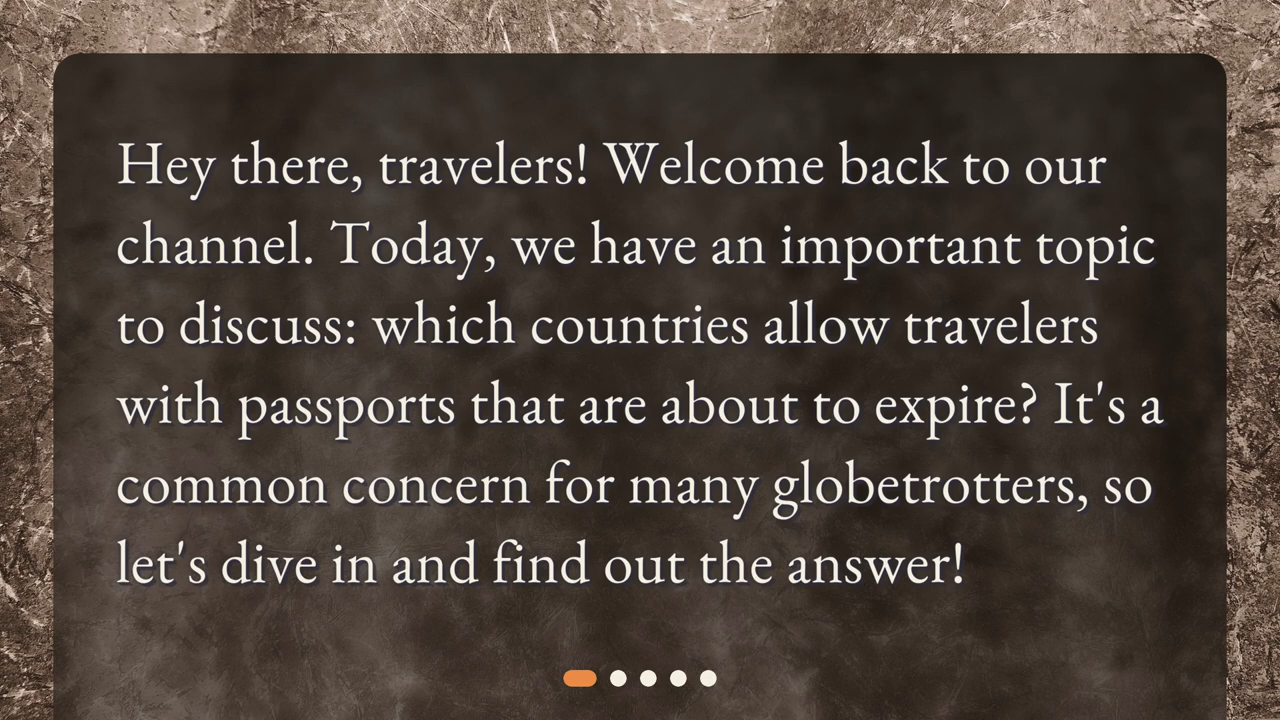 Hey there, travelers! Welcome back to our
channel. Today, we have an important topic
to discuss: which countries allow travelers
with passports that are about to expire? It's a
common concern for many globetrotters, so
let's dive in and find out the answer!